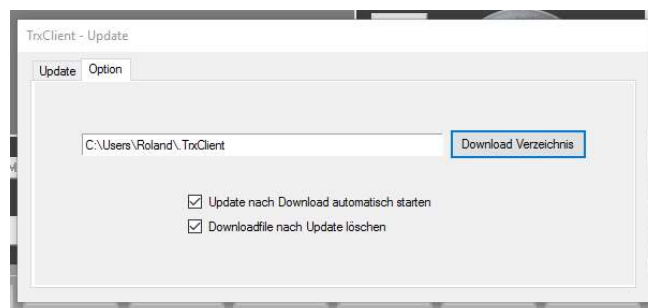 TrxClient - Update
Update
Option
C:\Users\Roland\.TrxClient
Download Verzeichnis
Update nach Download automatisch starten
Downloadfile nach Update löschen